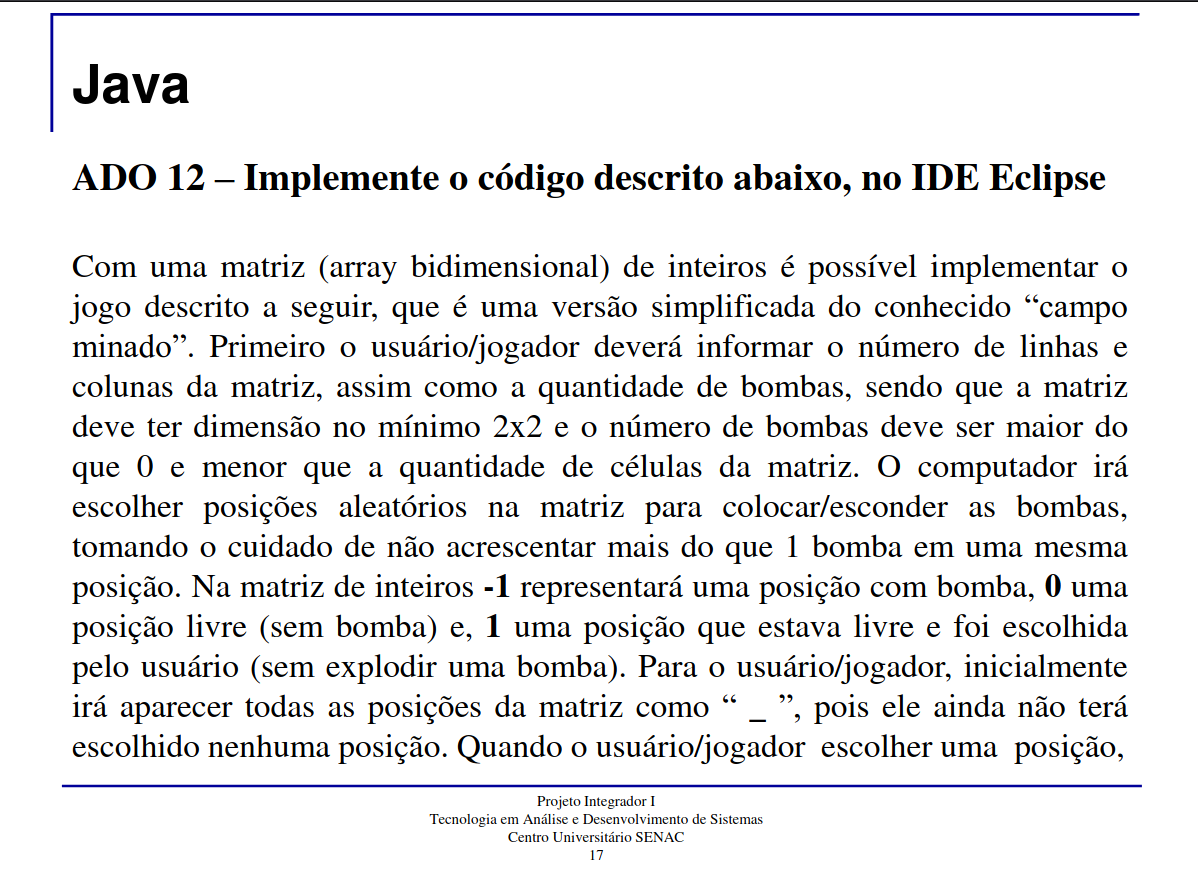 Java
ADO 12 – Implemente o código descrito abaixo, no IDE Eclipse
Com uma matriz (array bidimensional) de inteiros é possível implementar o
jogo descrito a seguir, que é uma versão simplificada do conhecido “campo
minado”. Primeiro o usuário/jogador deverá informar o número de linhas e
colunas da matriz, assim como a quantidade de bombas, sendo que a matriz
deve ter dimensão no mínimo 2x2 e o número de bombas deve ser maior do
que 0 e menor que a quantidade de células da matriz. O computador irá
escolher posições aleatórios na matriz para colocar/esconder as bombas,
tomando o cuidado de não acrescentar mais do que 1 bomba em uma mesma
posição. Na matriz de inteiros -1 representará uma posição com bomba, 0 uma
posição livre (sem bomba) e, 1 uma posição que estava livre e foi escolhida
pelo usuário (sem explodir uma bomba). Para o usuário/jogador, inicialmente
irá aparecer todas as posições da matriz como “ _ ”, pois ele ainda não terá
escolhido nenhuma posição. Quando o usuário/jogador escolher uma posição,
Projeto Integrador I
Tecnologia em Análise e Desenvolvimento de Sistemas
Centro Universitário SENAC
17